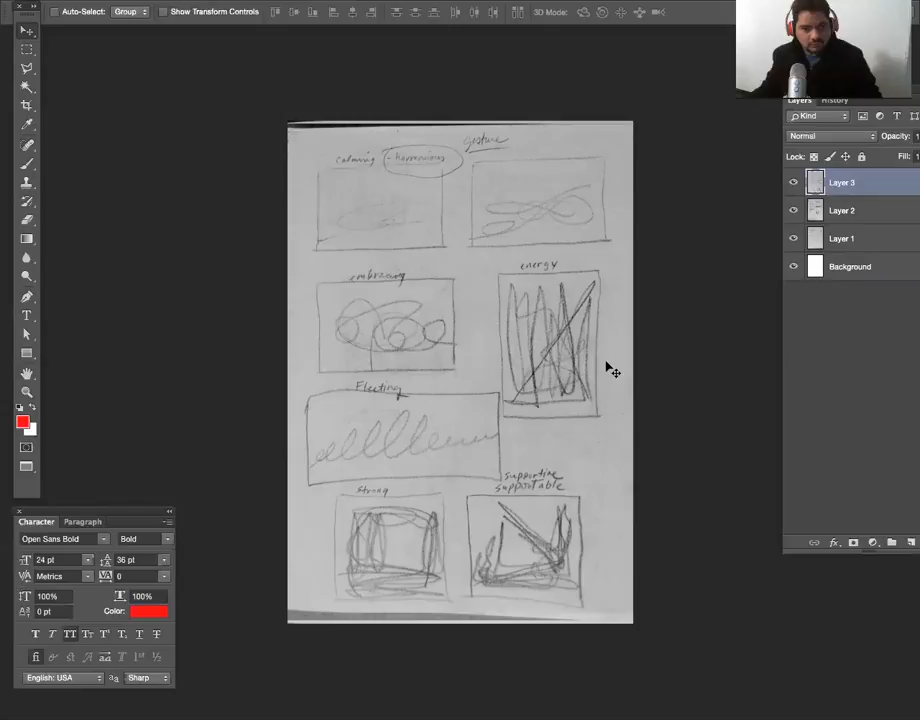 Auto-Select: Group Show Transform Controls 3D Mode:
Layers History
Kind
Normal Opacity:
Lock: Fill:
Layer 3
Layer 2
Layer 1
Background
gesture
calming - harmonious
embracing
energy
Fleeting
strong
supportive
supportable
Character Paragraph
Open Sans Bold Bold
24 pt 36 pt
Metrics 0
100% 100%
0 pt Color:
English: USA Sharp